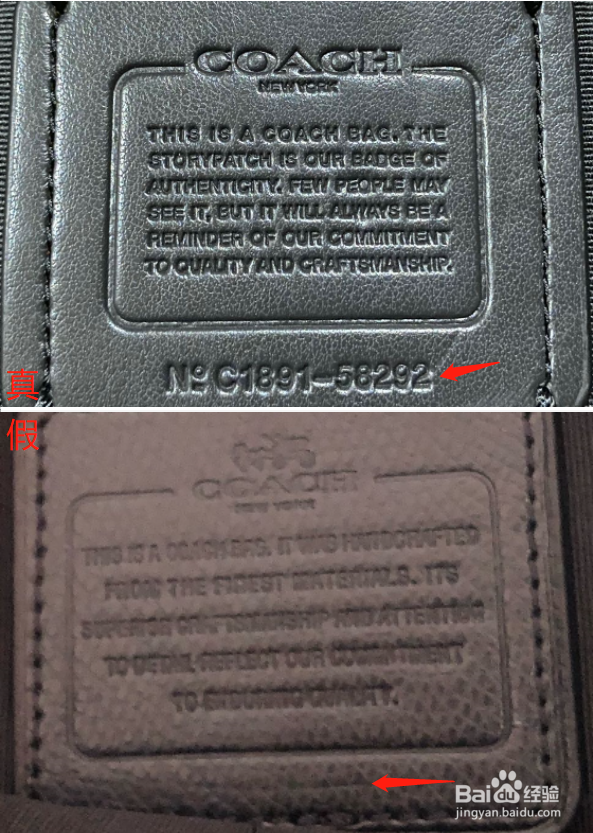 COACH
NEW YORK
THIS IS A COACH BAG. THE
STORYPATCH IS OUR BADGE OF
AUTHENTICITY. FEW PEOPLE MAY
SEE IT, BUT IT WILL ALWAYS BE A
REMINDER OF OUR COMMITMENT
TO QUALITY AND CRAFTSMANSHIP.
真
Nº C1891-58292
假
COACH
NEW YORK
THIS IS A COACH BAG. IT WAS HANDCRAFTED
FROM THE FINEST MATERIALS. ITS
SUPERIOR CRAFTSMANSHIP AND ATTENTION
TO DETAIL REFLECT OUR COMMITMENT
TO ENDURING QUALITY.
Baidu 经验
jingyan.baidu.com